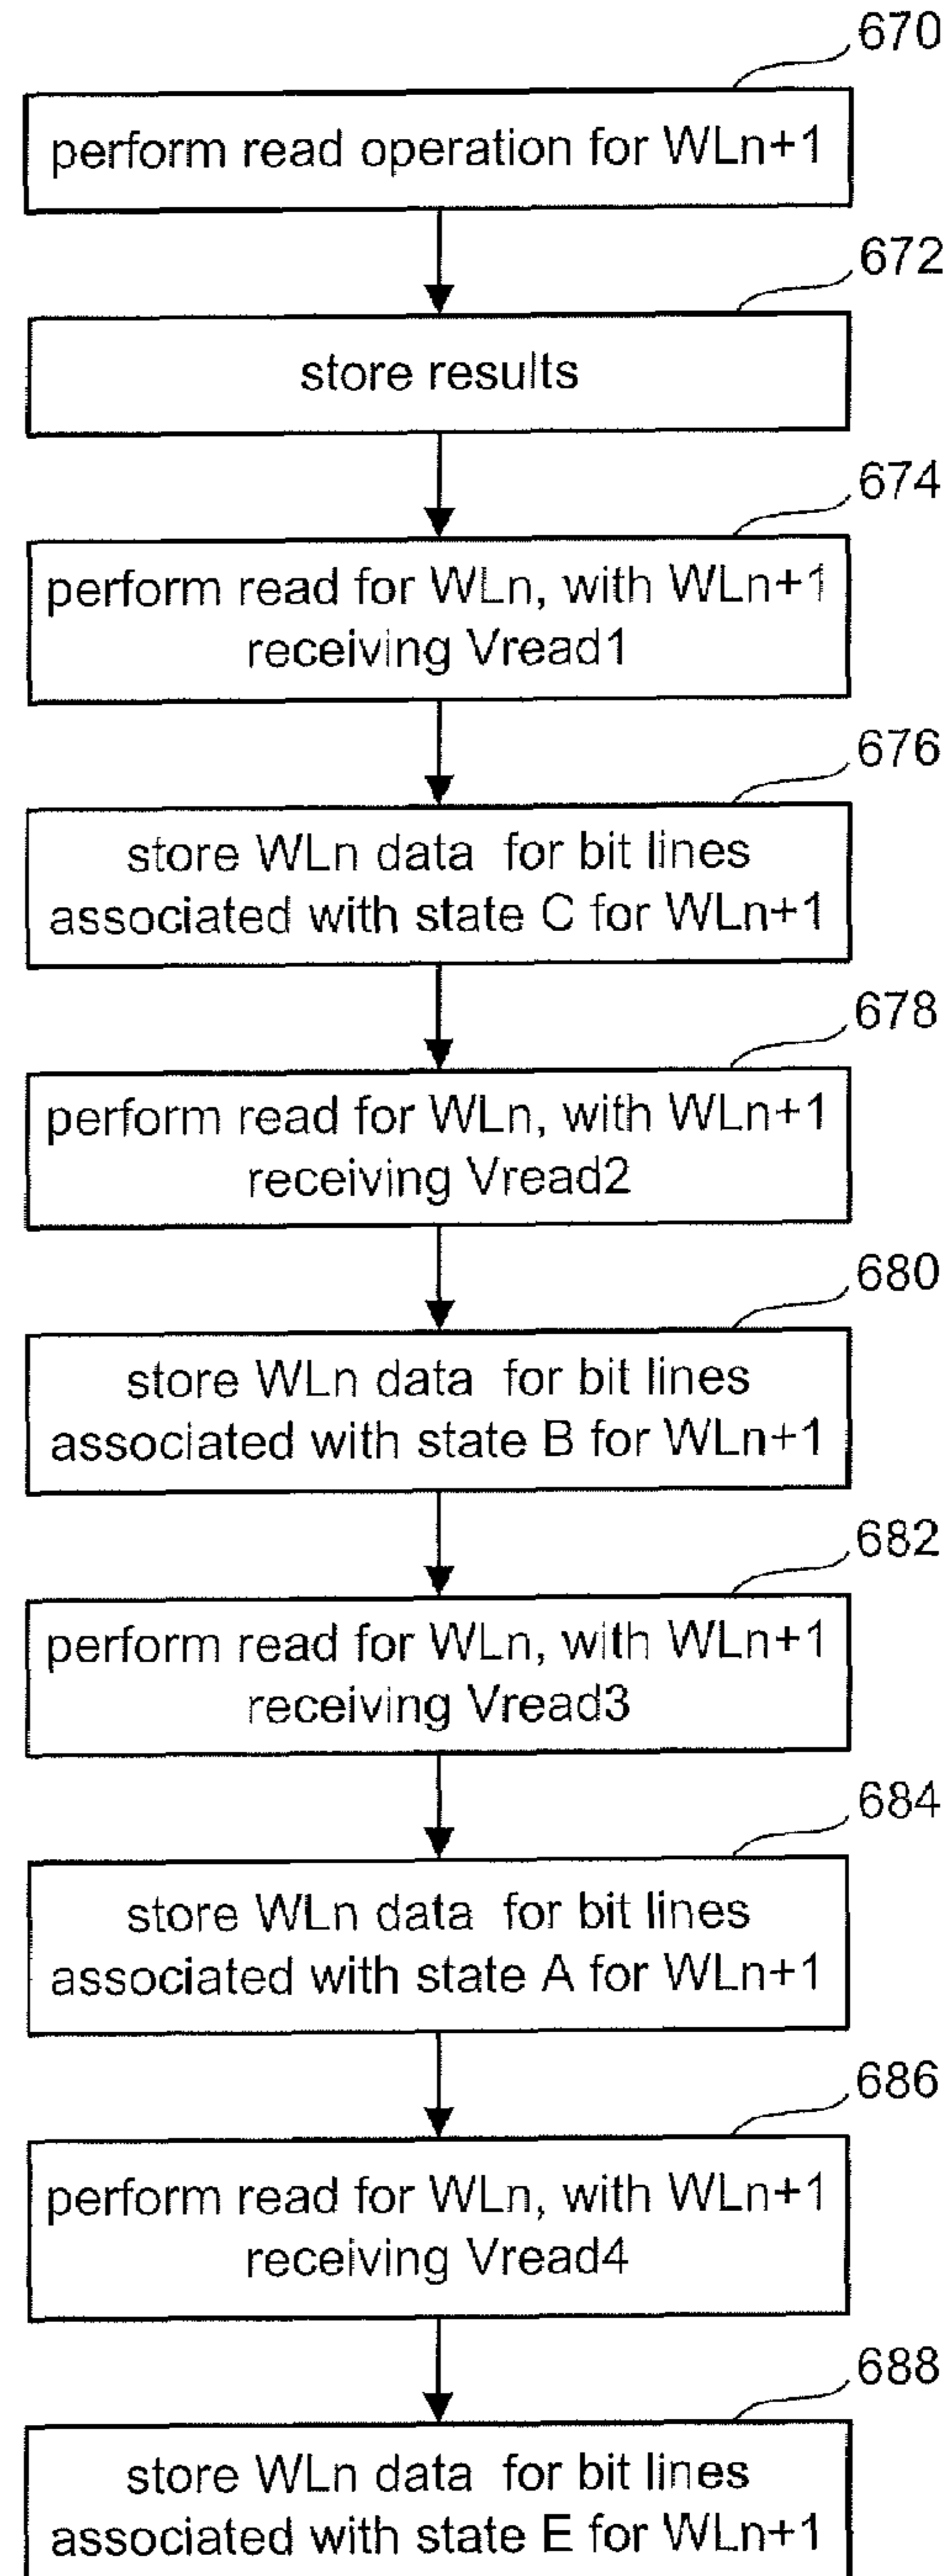 670
perform read operation for WLn+1
672
store results
674
perform read for WLn, with WLn+1
receiving Vread1
676
store WLn data for bit lines
associated with state C for WLn+1
678
perform read for WLn, with WLn+1
receiving Vread2
680
store WLn data for bit lines
associated with state B for WLn+1
682
perform read for WLn, with WLn+1
receiving Vread3
684
store WLn data for bit lines
associated with state A for WLn+1
686
perform read for WLn, with WLn+1
receiving Vread4
688
store WLn data for bit lines
associated with state E for WLn+1